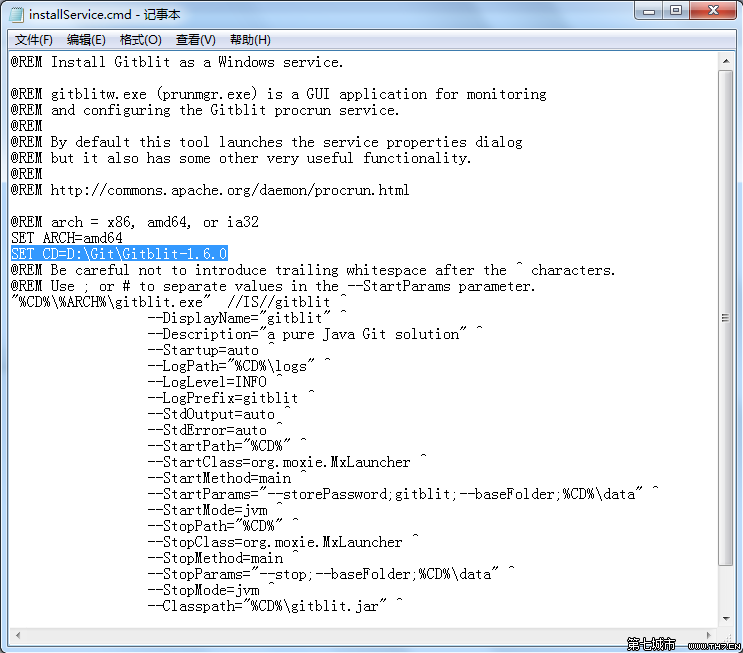 installService.cmd - 记事本
文件(F) 编辑(E) 格式(O) 查看(V) 帮助(H)
@REM Install Gitblit as a Windows service.
@REM gitblitw.exe (prunmgr.exe) is a GUI application for monitoring
@REM and configuring the Gitblit procrun service.
@REM
@REM By default this tool launches the service properties dialog
@REM but it also has some other very useful functionality.
@REM
@REM http://commons.apache.org/daemon/procrun.html
@REM arch = x86, amd64, or ia32
SET ARCH=amd64
SET CD=D:\Git\Gitblit-1.6.0
@REM Be careful not to introduce trailing whitespace after the ^ characters.
@REM Use ; or # to separate values in the --StartParams parameter.
"%CD%\%ARCH%\gitblit.exe"  //IS//gitblit ^
--DisplayName="gitblit" ^
--Description="a pure Java Git solution" ^
--Startup=auto ^
--LogPath="%CD%\logs" ^
--LogLevel=INFO ^
--LogPrefix=gitblit ^
--StdOutput=auto ^
--StdError=auto ^
--StartPath="%CD%" ^
--StartClass=org.moxie.MxLauncher ^
--StartMethod=main ^
--StartParams="--storePassword;gitblit;--baseFolder;%CD%\data" ^
--StartMode=jvm ^
--StopPath="%CD%" ^
--StopClass=org.moxie.MxLauncher ^
--StopMethod=main ^
--StopParams="--stop;--baseFolder;%CD%\data" ^
--StopMode=jvm ^
--Classpath="%CD%\gitblit.jar" ^
第七城市 WWW.TH7.CN